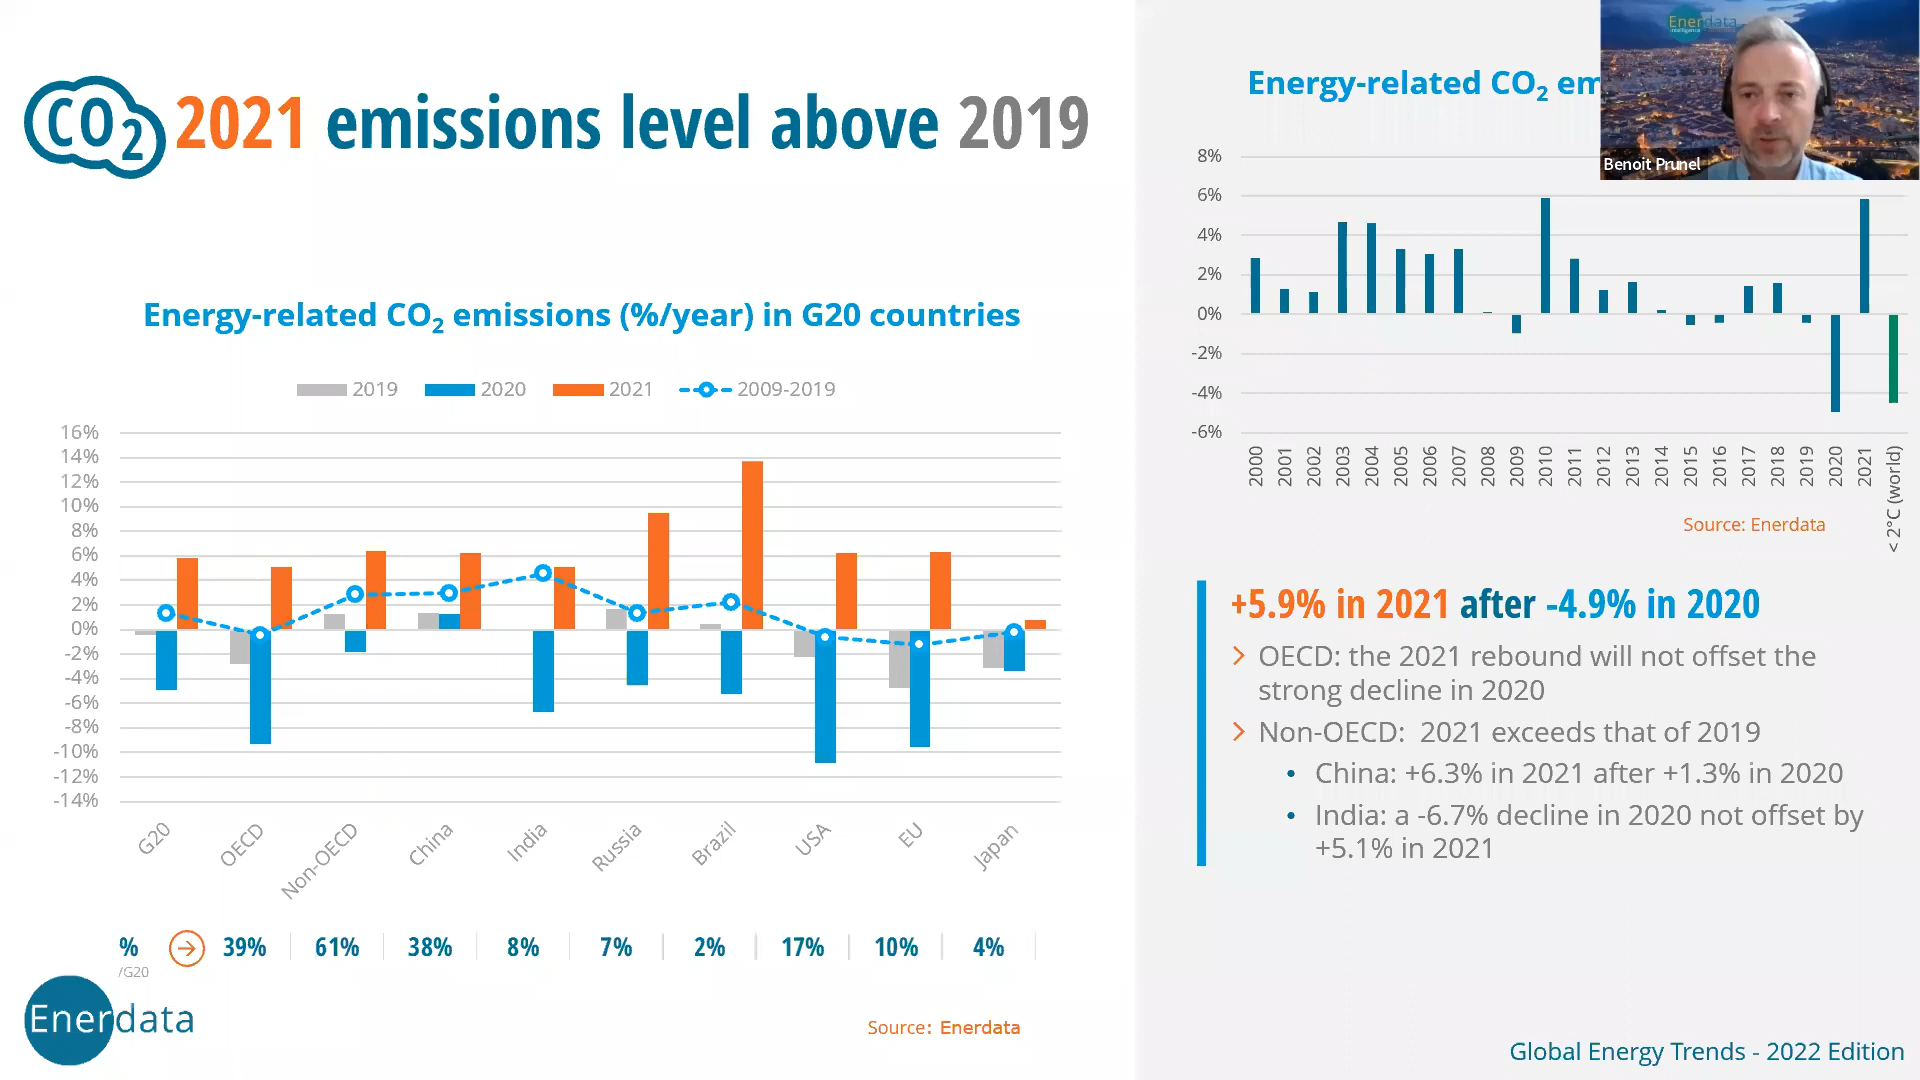 CO2
2021 emissions level above 2019
Energy-related CO2 emissions (%/year) in G20 countries
2019 2020 2021 2009-2019
16%
14%
12%
10%
8%
6%
4%
2%
0%
-2%
-4%
-6%
-8%
-10%
-12%
-14%
G20 OECD Non-OECD China India Russia Brazil USA EU Japan
% 39% 61% 38% 8% 7% 2% 17% 10% 4%
/G20
Enerdata
Source: Enerdata
Energy-related CO2 em
Enerdata
Benoit Prunel
8%
6%
4%
2%
0%
-2%
-4%
-6%
2000 2001 2002 2003 2004 2005 2006 2007 2008 2009 2010 2011 2012 2013 2014 2015 2016 2017 2018 2019 2020 2021 < 2°C (world)
Source: Enerdata
+5.9% in 2021 after -4.9% in 2020
OECD: the 2021 rebound will not offset the
strong decline in 2020
Non-OECD: 2021 exceeds that of 2019
• China: +6.3% in 2021 after +1.3% in 2020
• India: a -6.7% decline in 2020 not offset by
+5.1% in 2021
Global Energy Trends - 2022 Edition